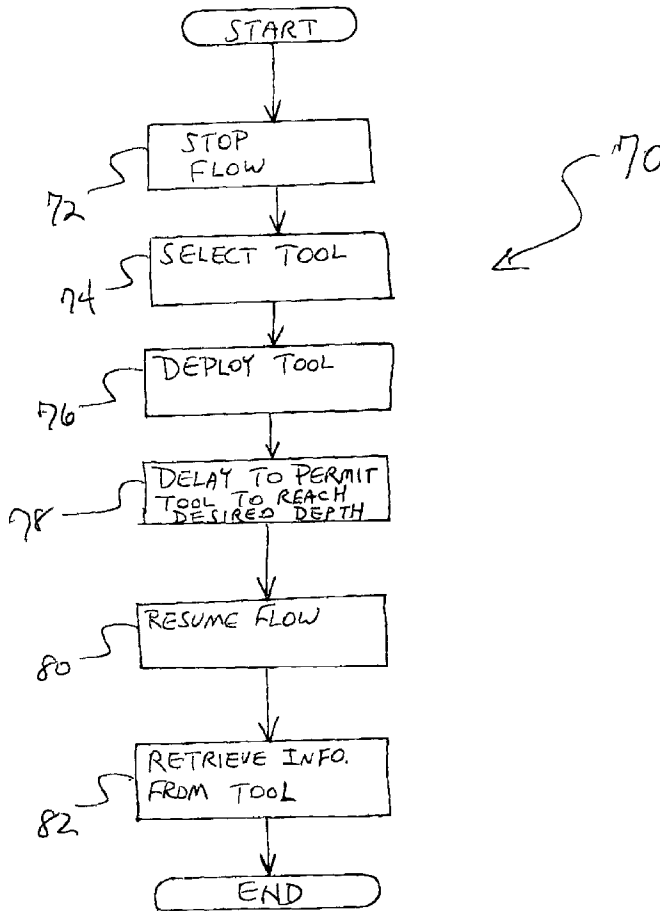 START
70
STOP
FLOW
72
SELECT TOOL
74
DEPLOY TOOL
76
DELAY TO PERMIT
TOOL TO REACH
DESIRED DEPTH
78
RESUME FLOW
80
RETRIEVE INFO.
FROM TOOL
82
END